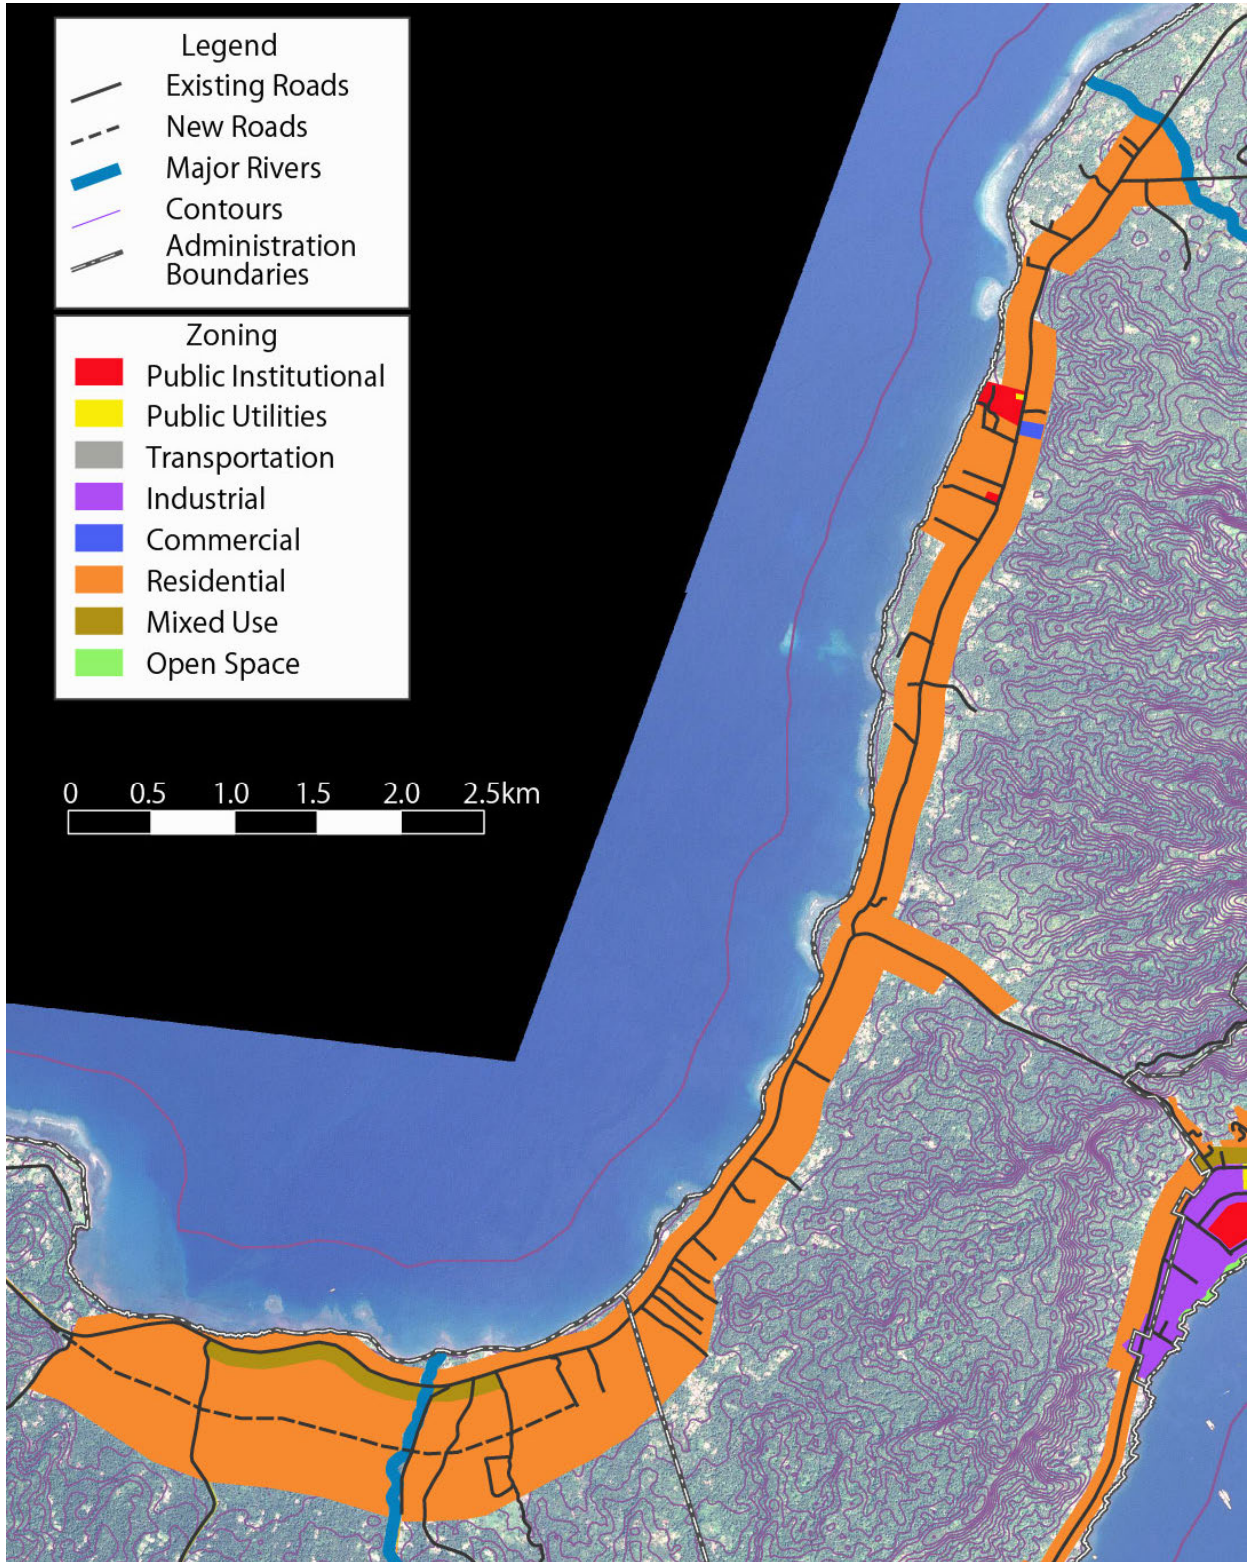 Legend
Existing Roads
New Roads
Major Rivers
Contours
Administration
Boundaries
Zoning
Public Institutional
Public Utilities
Transportation
Industrial
Commercial
Residential
Mixed Use
Open Space
0 0.5 1.0 1.5 2.0 2.5km